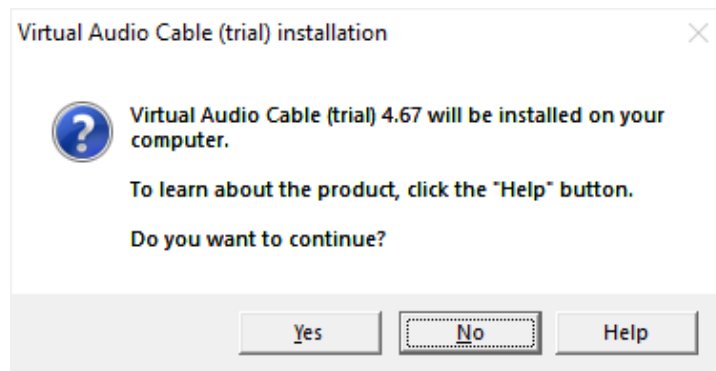 Virtual Audio Cable (trial) installation
Virtual Audio Cable (trial) 4.67 will be installed on your
computer.
To learn about the product, click the "Help" button.
Do you want to continue?
Yes
No
Help